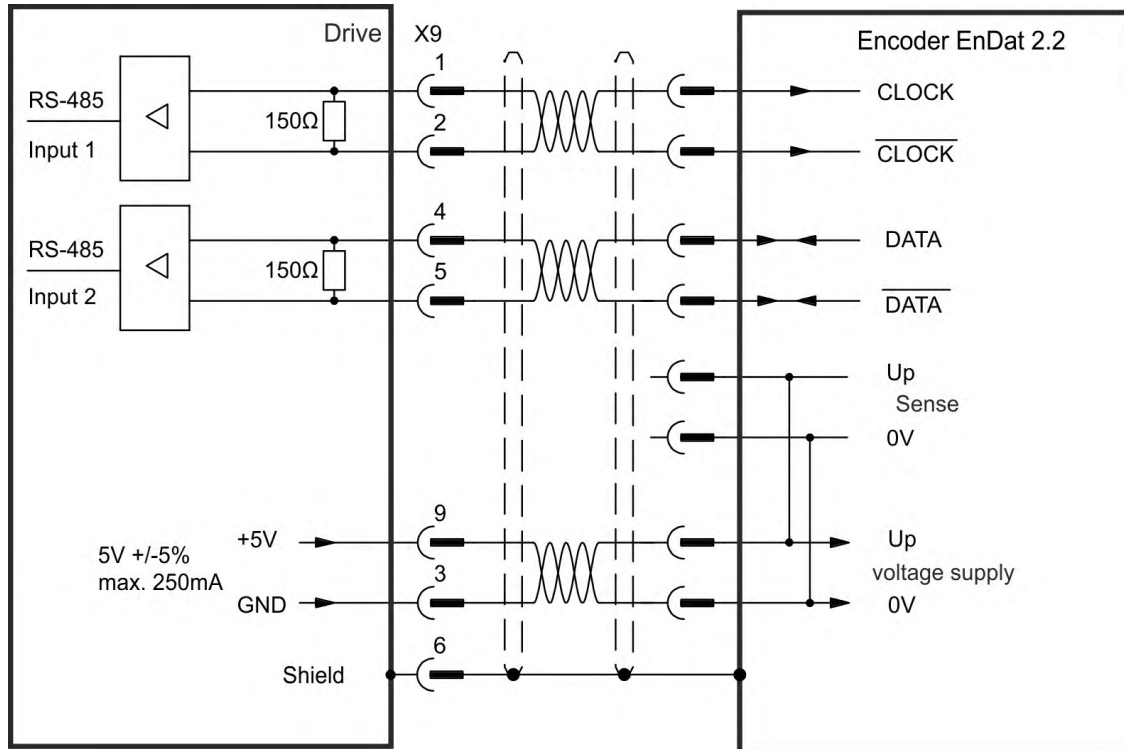 Drive X9
Encoder EnDat 2.2
1
RS-485
150Ω
Input 1
2
CLOCK
C̅L̅O̅C̅K̅
4
RS-485
150Ω
Input 2
5
DATA
D̅A̅T̅A̅
Up
Sense
0V
9
5V +/-5%
max. 250mA
+5V
GND
3
Up
voltage supply
0V
6
Shield